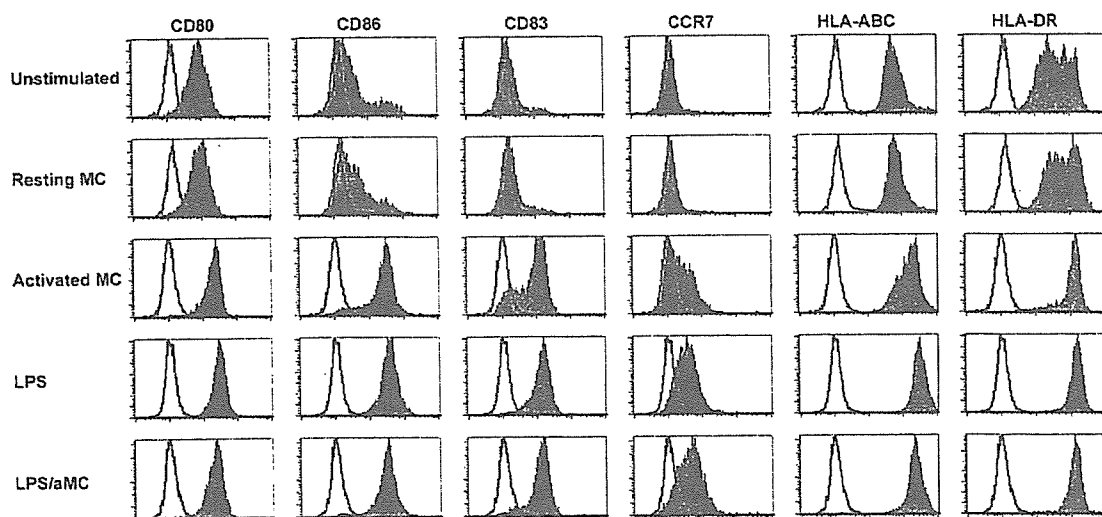 CD80 CD86 CD83 CCR7 HLA-ABC HLA-DR
Unstimulated
Resting MC
Activated MC
LPS
LPS/aMC